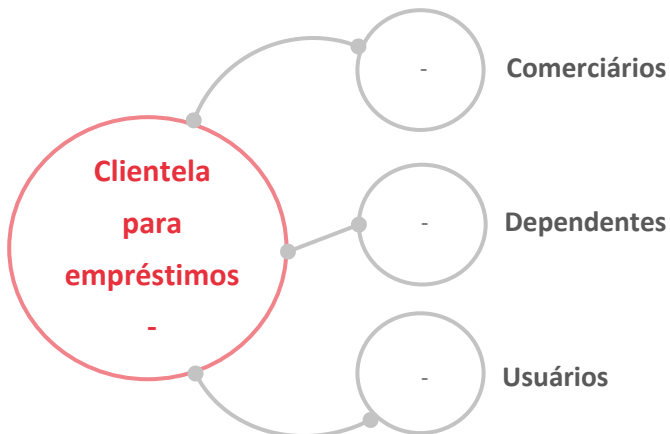 Clientela
para
empréstimos
-
- Comerciários
- Dependentes
- Usuários